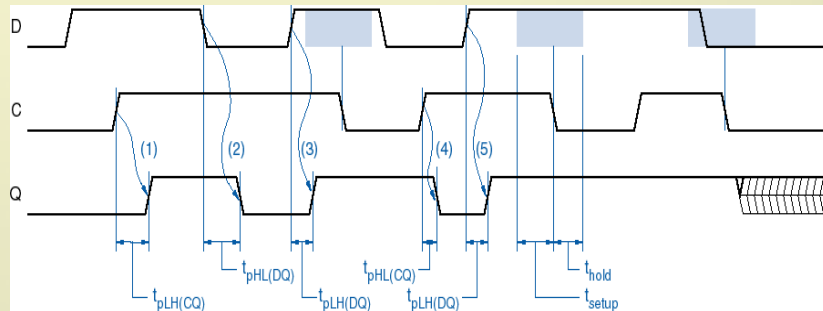 D
C
(1) (2) (3) (4) (5)
Q
tpLH(CQ)
tpHL(DQ)
tpLH(DQ)
tpHL(CQ)
tpLH(DQ)
thold
tsetup